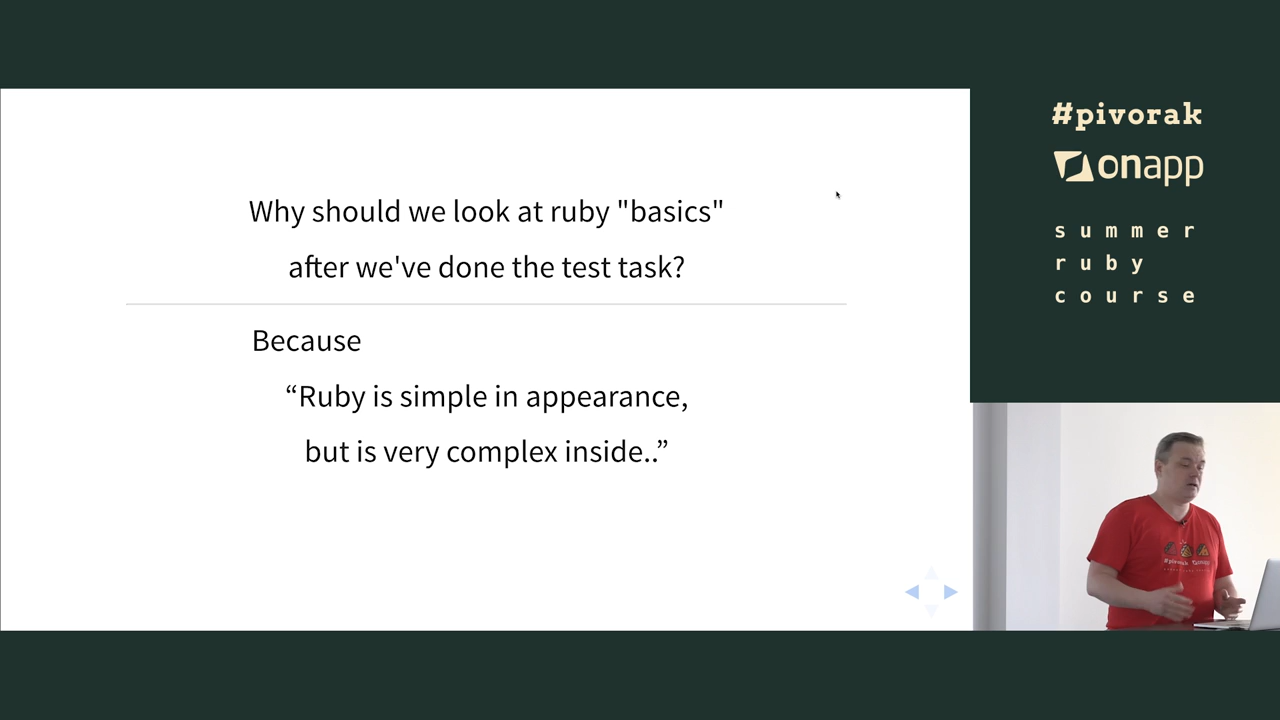 Why should we look at ruby "basics"
after we've done the test task?
Because
“Ruby is simple in appearance,
but is very complex inside..”
#pivorak
onapp
summer
ruby
course
#pivorak